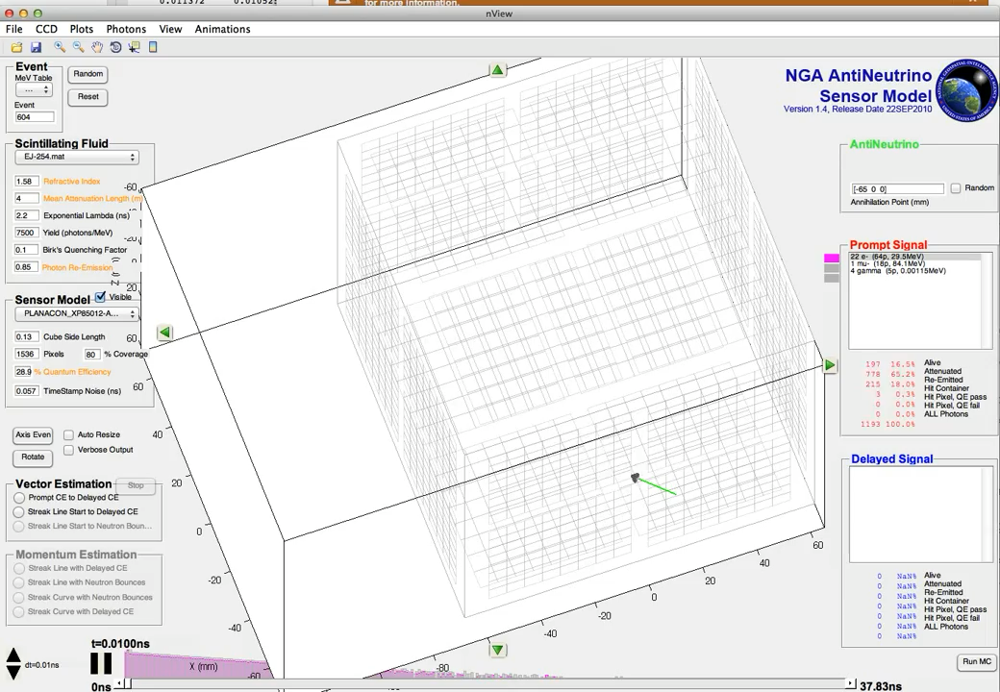 0.011372 0.01052
for more information.
nView
File CCD Plots Photons View Animations
Event
MeV Table
...
Random
Event
604
Reset
Scintillating Fluid
EJ-254.mat
1.58 Refractive Index
4 Mean Attenuation Length (m)
2.2 Exponential Lambda (ns)
7500 Yield (photons/MeV)
0.1 Birk's Quenching Factor
0.85 Photon Re-Emission
Sensor Model Visible
PLANACON_XP85012-A...
0.13 Cube Side Length
1536 Pixels 80 % Coverage
28.9 % Quantum Efficiency
0.057 TimeStamp Noise (ns)
Axis Even Auto Resize
Rotate Verbose Output
Vector Estimation Stop
Prompt CE to Delayed CE
Streak Line Start to Delayed CE
Streak Line Start to Neutron Boun...
Momentum Estimation
Streak Line with Delayed CE
Streak Line with Neutron Bounces
Streak Curve with Neutron Bounces
Streak Curve with Delayed CE
t=0.0100ns
dt=0.01ns
0ns
37.83ns
X (mm)
-60
-20
0
20
60
60
40
20
0
-20
-40
-60
-80
-40
-20
0
20
40
60
NGA AntiNeutrino
Sensor Model
Version 1.4, Release Date 22SEP2010
AntiNeutrino
[-65 0 0] Random
Annihilation Point (mm)
Prompt Signal
22 e- (64p, 29.5MeV)
1 mu- (18p, 84.1MeV)
4 gamma (5p, 0.00115MeV)
197 16.5% Alive
778 65.2% Attenuated
215 18.0% Re-Emitted
3 0.3% Hit Container
0 0.0% Hit Pixel, QE pass
0 0.0% Hit Pixel, QE fail
1193 100.0% ALL Photons
Delayed Signal
0 NaN% Alive
0 NaN% Attenuated
0 NaN% Re-Emitted
0 NaN% Hit Container
0 NaN% Hit Pixel, QE pass
0 NaN% Hit Pixel, QE fail
0 NaN% ALL Photons
Run MC